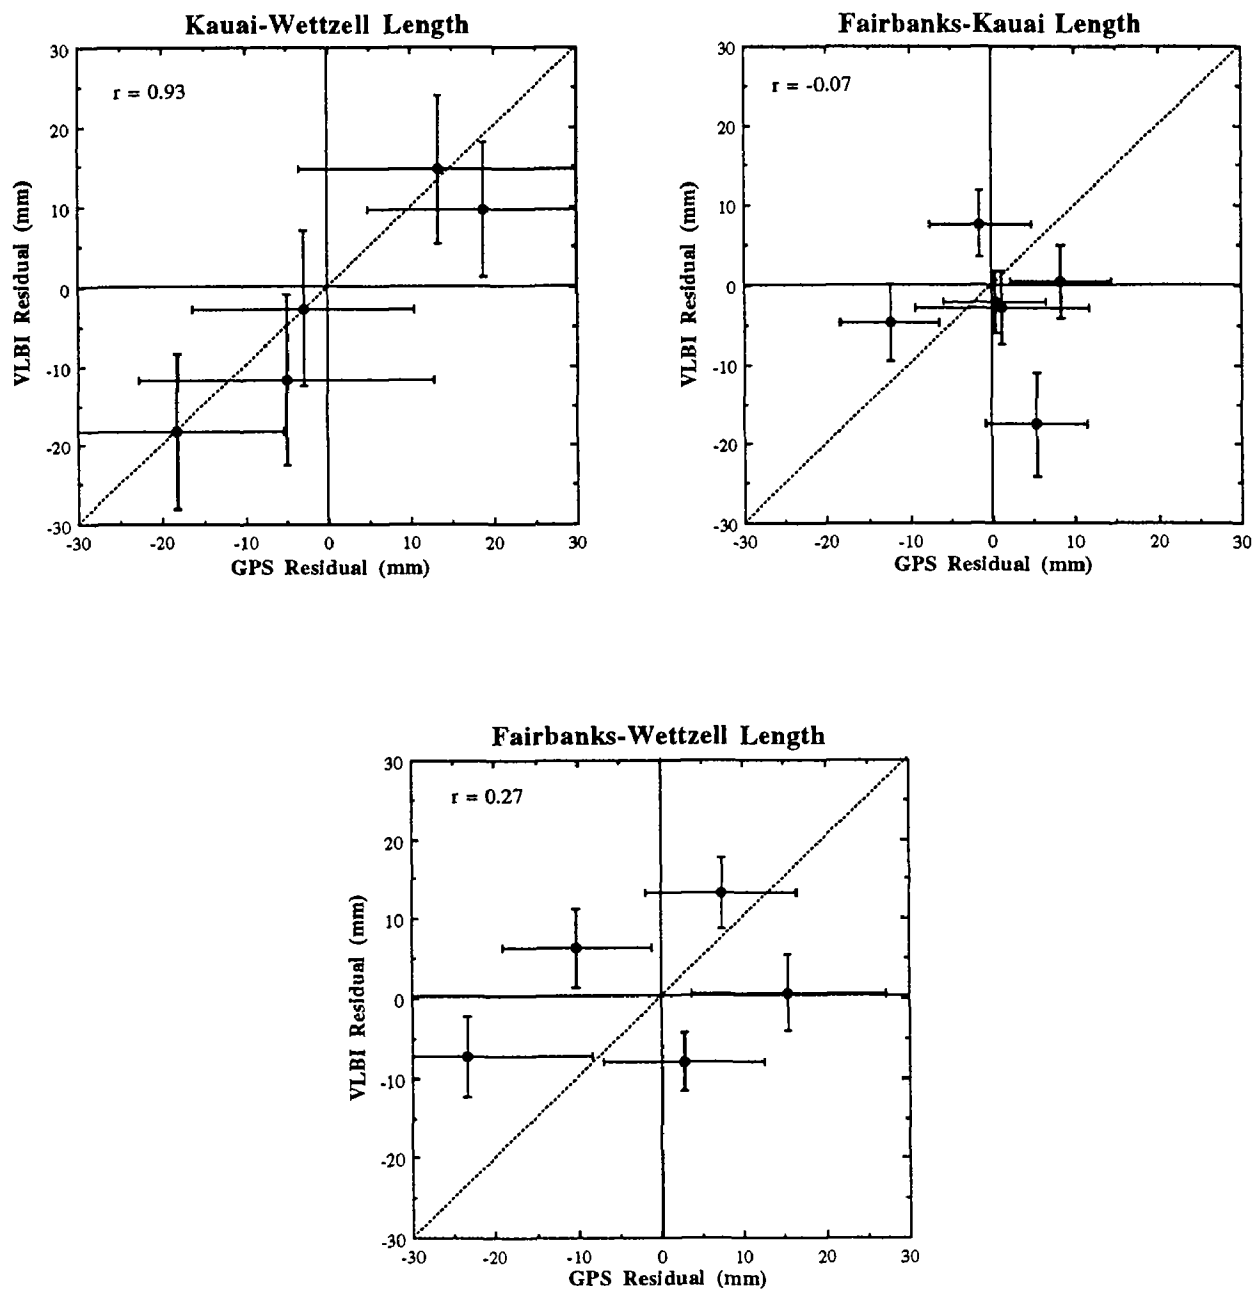 Kauai-Wettzell Length
r = 0.93
30
20
10
0
-10
-20
-30
VLBI Residual (mm)
-30 -20 -10 0 10 20 30
GPS Residual (mm)
Fairbanks-Kauai Length
r = -0.07
30
20
10
0
-10
-20
-30
VLBI Residual (mm)
-30 -20 -10 0 10 20 30
GPS Residual (mm)
Fairbanks-Wettzell Length
r = 0.27
30
20
10
0
-10
-20
-30
VLBI Residual (mm)
-30 -20 -10 0 10 20 30
GPS Residual (mm)